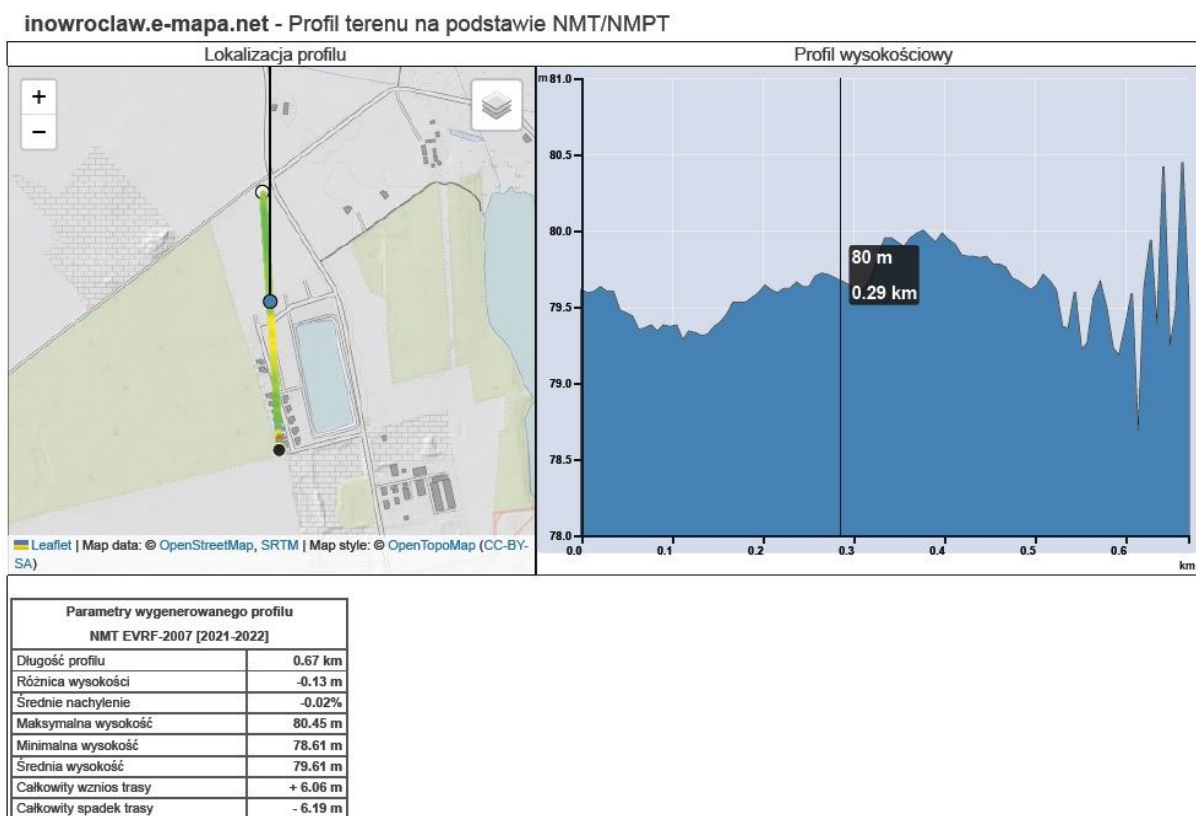 inowroclaw.e-mapa.net - Profil terenu na podstawie NMT/NMPT
Lokalizacja profilu
Profil wysokościowy
+
−
m 81.0
80.5
80.0
79.5
79.0
78.5
78.0
80 m
0.29 km
0.0 0.1 0.2 0.3 0.4 0.5 0.6
km
Leaflet | Map data: © OpenStreetMap, SRTM | Map style: © OpenTopoMap (CC-BY-
SA)
Parametry wygenerowanego profilu
NMT EVRF-2007 [2021-2022]
Długość profilu 0.67 km
Różnica wysokości -0.13 m
Średnie nachylenie -0.02%
Maksymalna wysokość 80.45 m
Minimalna wysokość 78.61 m
Średnia wysokość 79.61 m
Całkowity wznios trasy + 6.06 m
Całkowity spadek trasy - 6.19 m